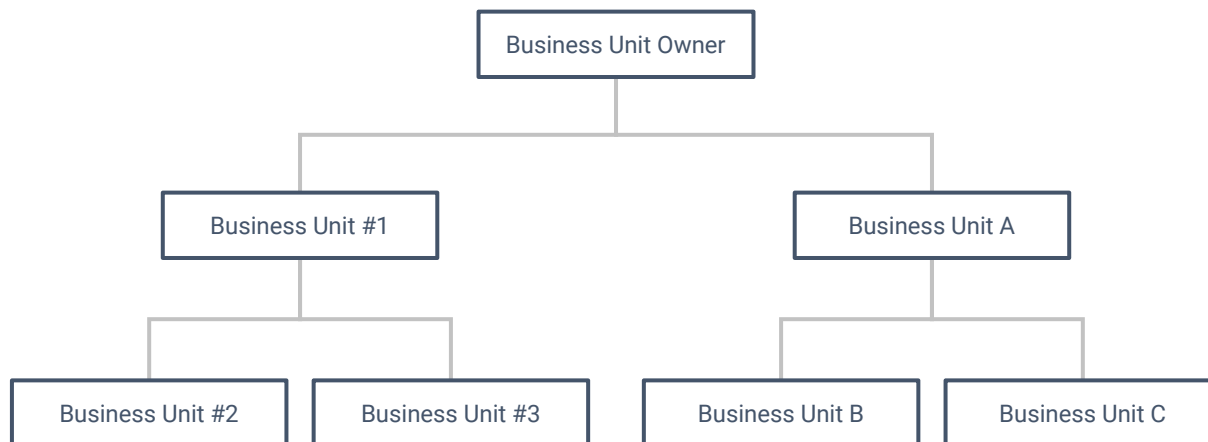 Business Unit Owner
Business Unit #1
Business Unit A
Business Unit #2
Business Unit #3
Business Unit B
Business Unit C